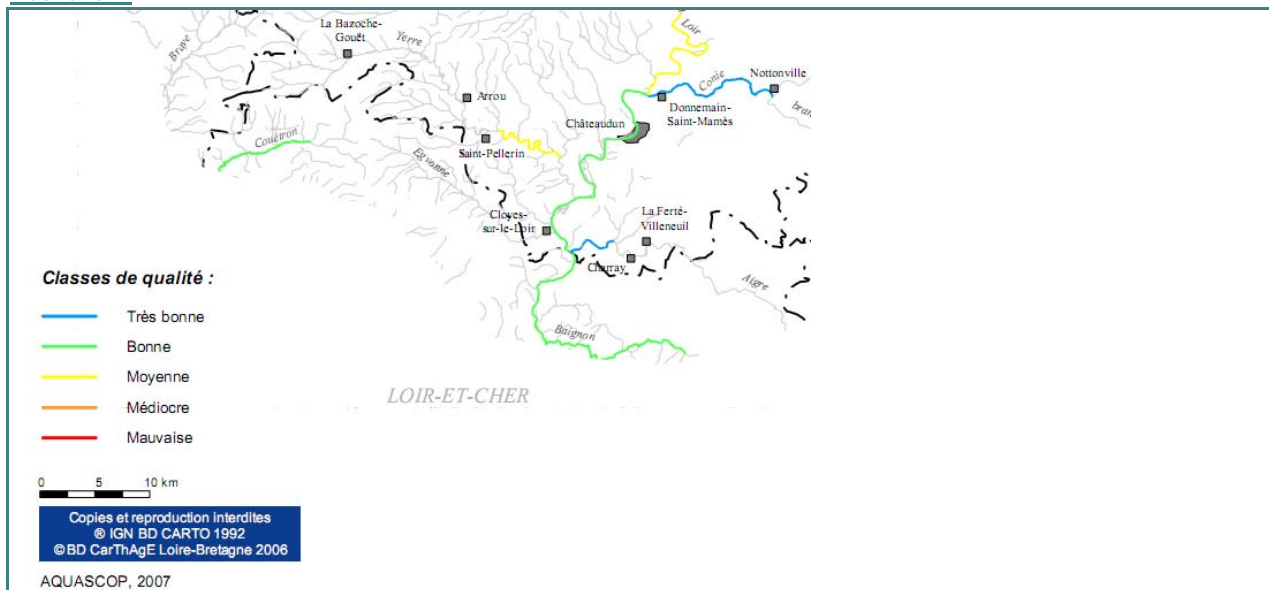 La Bazoche-
Gouët
Braye
Yerre
Loir
Conie
Nottonville
Arrou
Donnemain-
Saint-Mamès
Châteaudun
Couëtron
Saint-Pellerin
Egvonne
Cloyes-
sur-le-Loir
La Ferté-
Villeneuil
Charray
Aigre
Classes de qualité :
Très bonne
Baignon
Bonne
Moyenne
LOIR-ET-CHER
Médiocre
Mauvaise
0 5 10 km
Copies et reproduction interdites
® IGN BD CARTO 1992
© BD CarThAgE Loire-Bretagne 2006
AQUASCOP, 2007